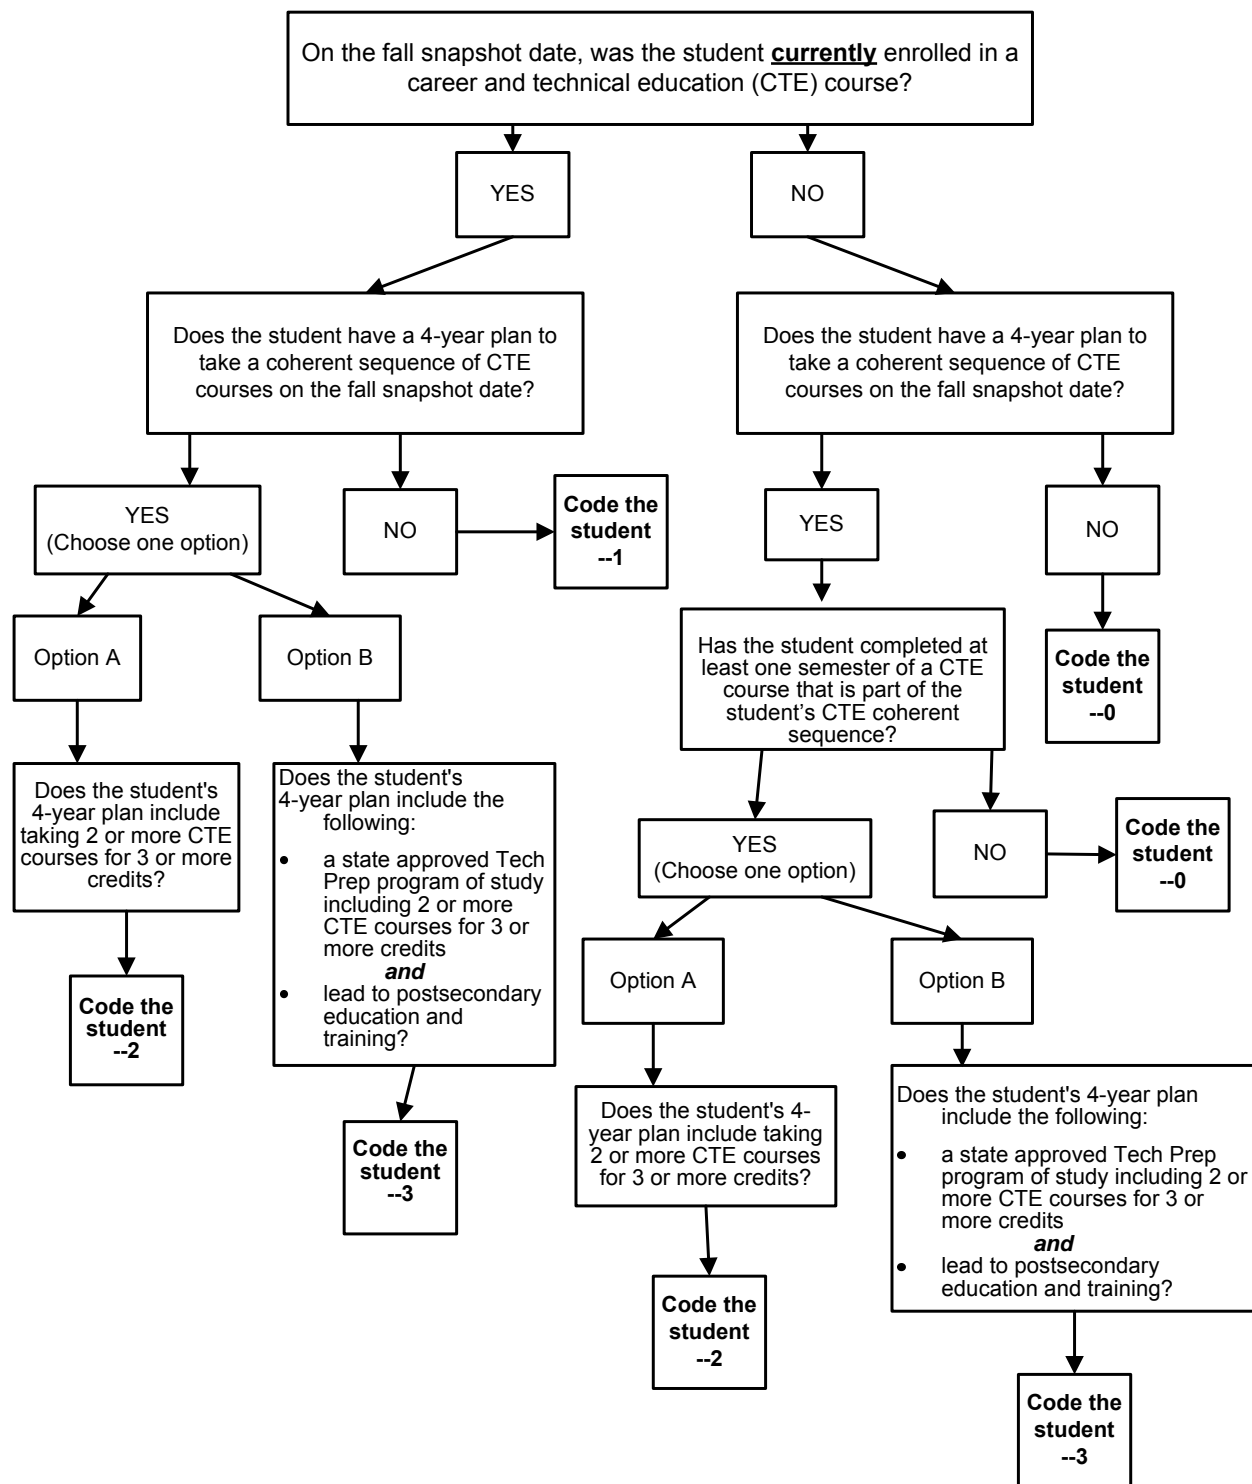 On the fall snapshot date, was the student currently enrolled in a
career and technical education (CTE) course?
YES
NO
Does the student have a 4-year plan to
take a coherent sequence of CTE
courses on the fall snapshot date?
Does the student have a 4-year plan to
take a coherent sequence of CTE
courses on the fall snapshot date?
YES
(Choose one option)
NO
Code the
student
--1
YES
NO
Option A
Option B
Has the student completed at
least one semester of a CTE
course that is part of the
student’s CTE coherent
sequence?
Code the
student
--0
Does the student's
4-year plan include
taking 2 or more CTE
courses for 3 or more
credits?
Does the student's
4-year plan include the
following:
• a state approved Tech
Prep program of study
including 2 or more
CTE courses for 3 or
more credits
and
• lead to postsecondary
education and
training?
YES
(Choose one option)
NO
Code the
student
--0
Code the
student
--2
Option A
Option B
Code the
student
--3
Does the student's 4-
year plan include taking
2 or more CTE courses
for 3 or more credits?
Does the student's 4-year plan
include the following:
• a state approved Tech Prep
program of study including 2 or
more CTE courses for 3 or
more credits
and
• lead to postsecondary
education and training?
Code the
student
--2
Code the
student
--3